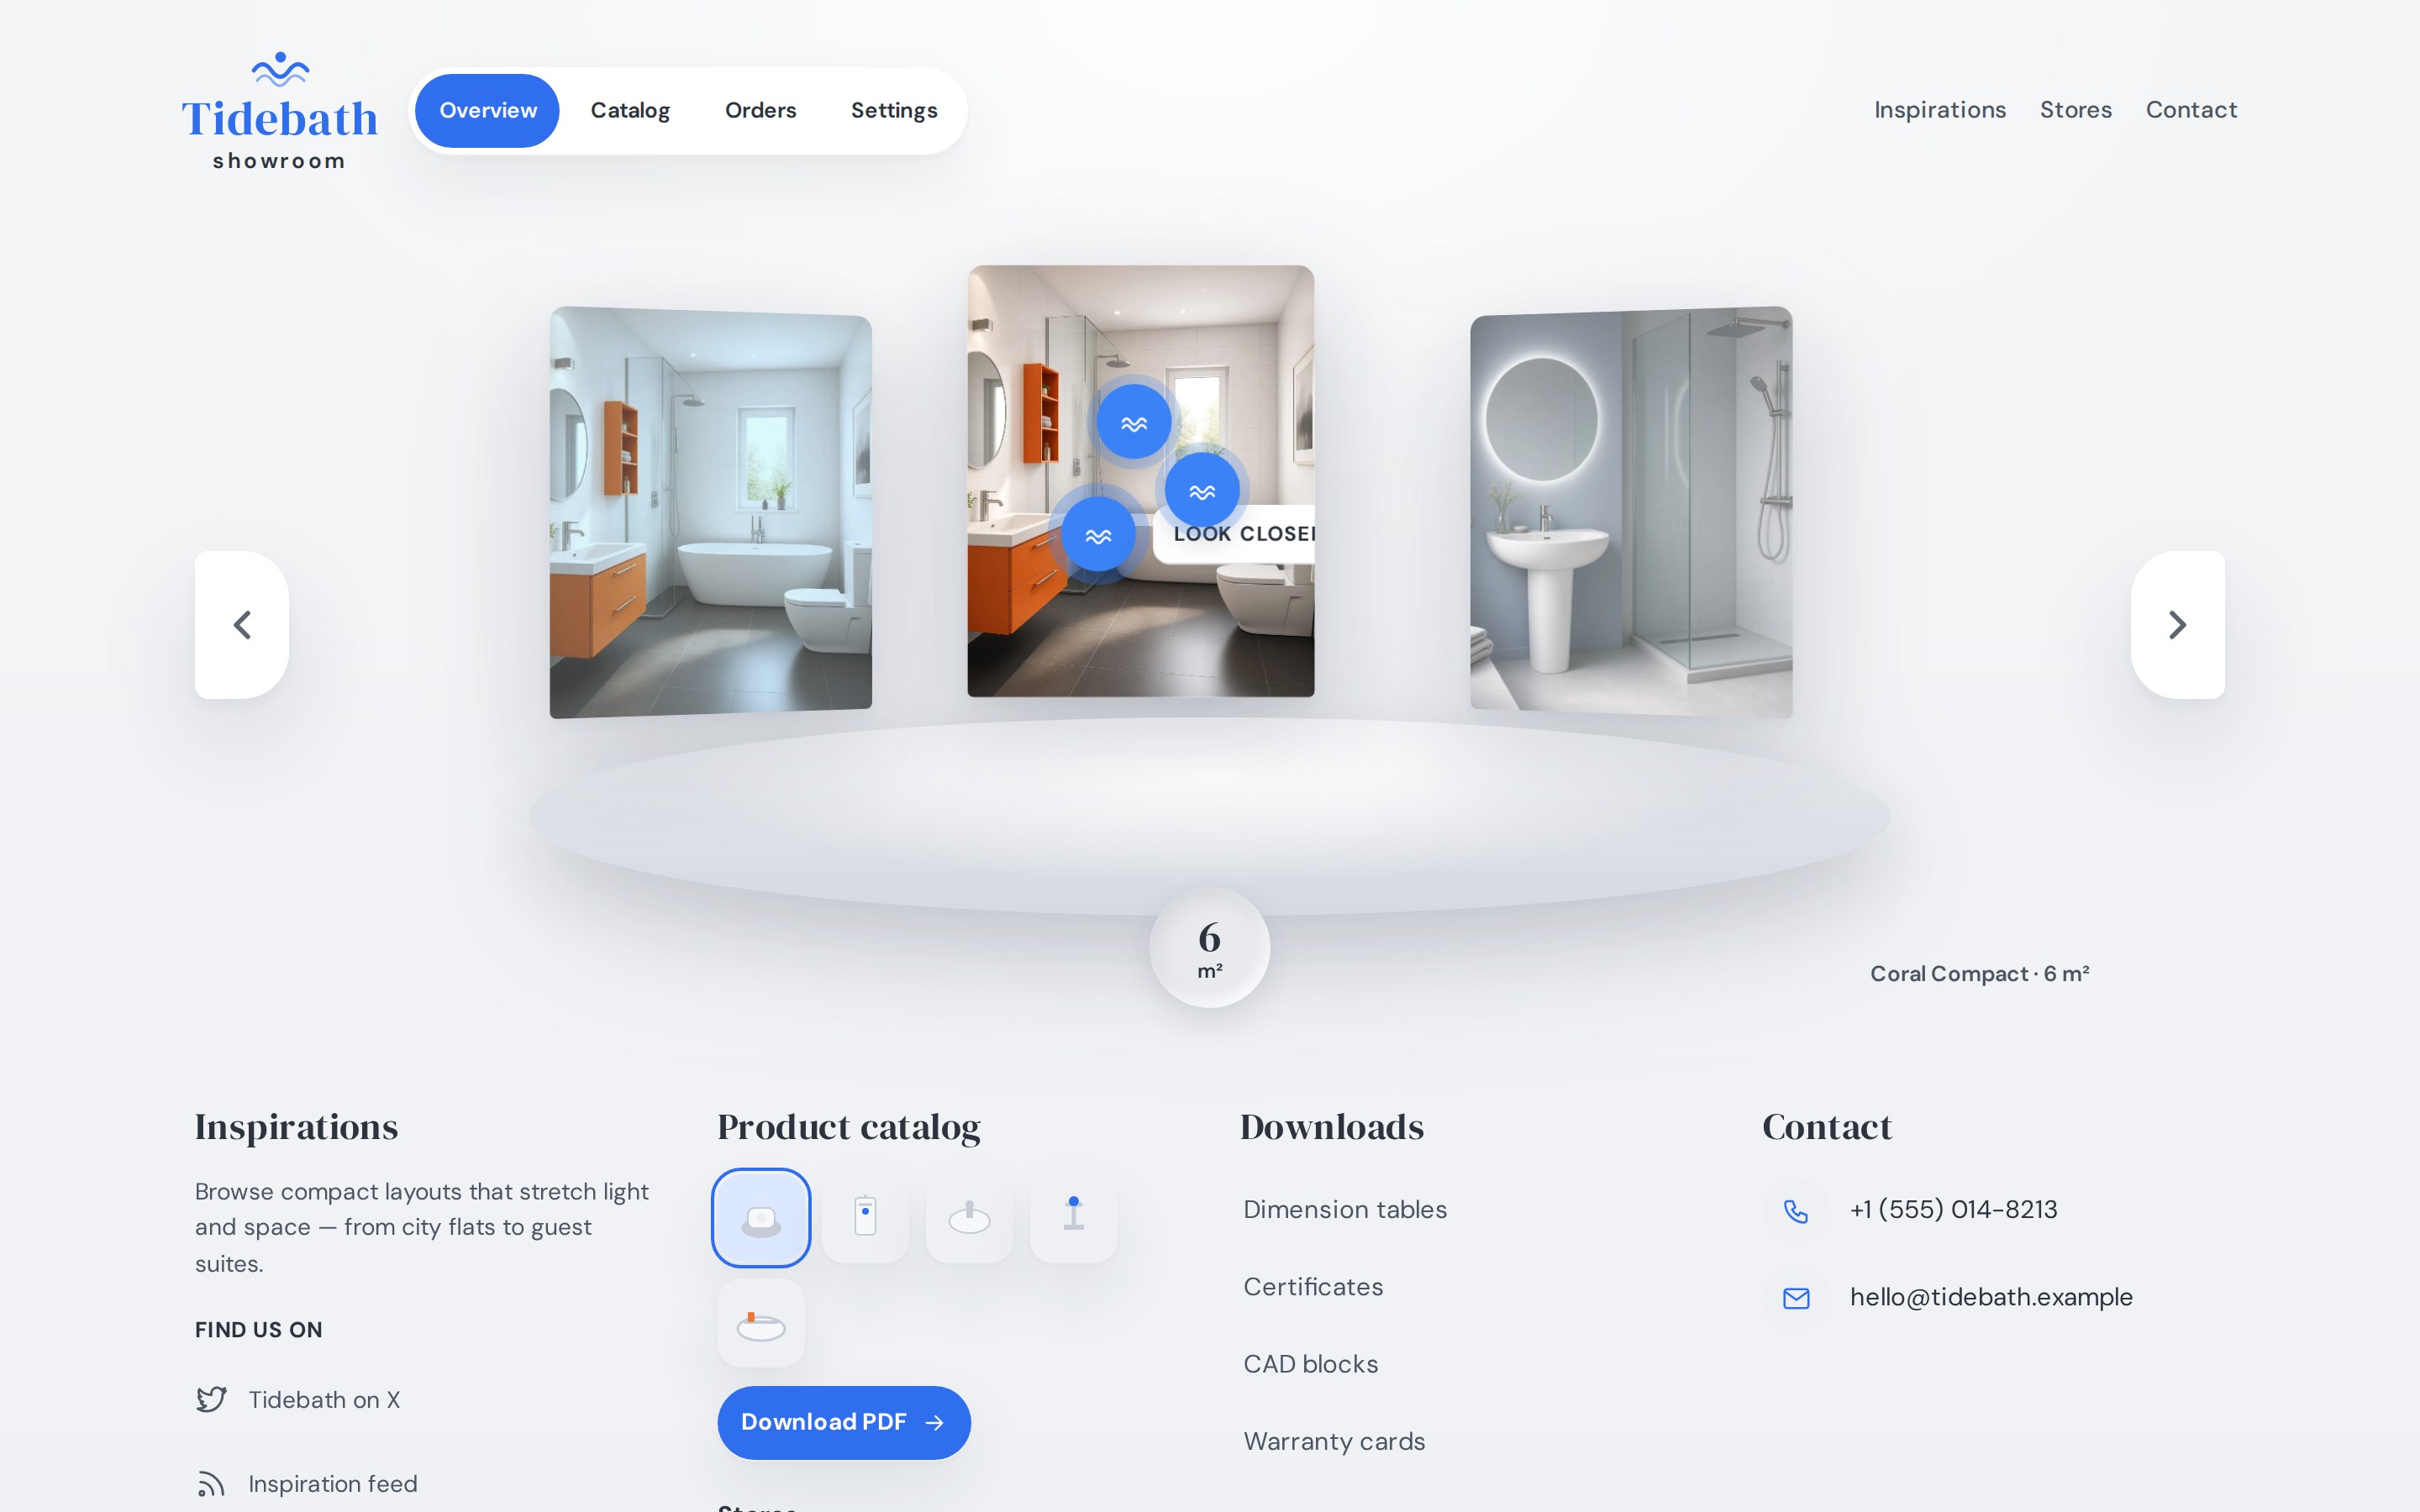 Tidebath
showroom
Overview
Catalog
Orders
Settings
Inspirations
Stores
Contact
LOOK CLOSE
6
m²
Coral Compact · 6 m²
Inspirations
Browse compact layouts that stretch light
and space — from city flats to guest
suites.
FIND US ON
Tidebath on X
Inspiration feed
Product catalog
Download PDF
Stores
Downloads
Dimension tables
Certificates
CAD blocks
Warranty cards
Contact
+1 (555) 014-8213
hello@tidebath.example